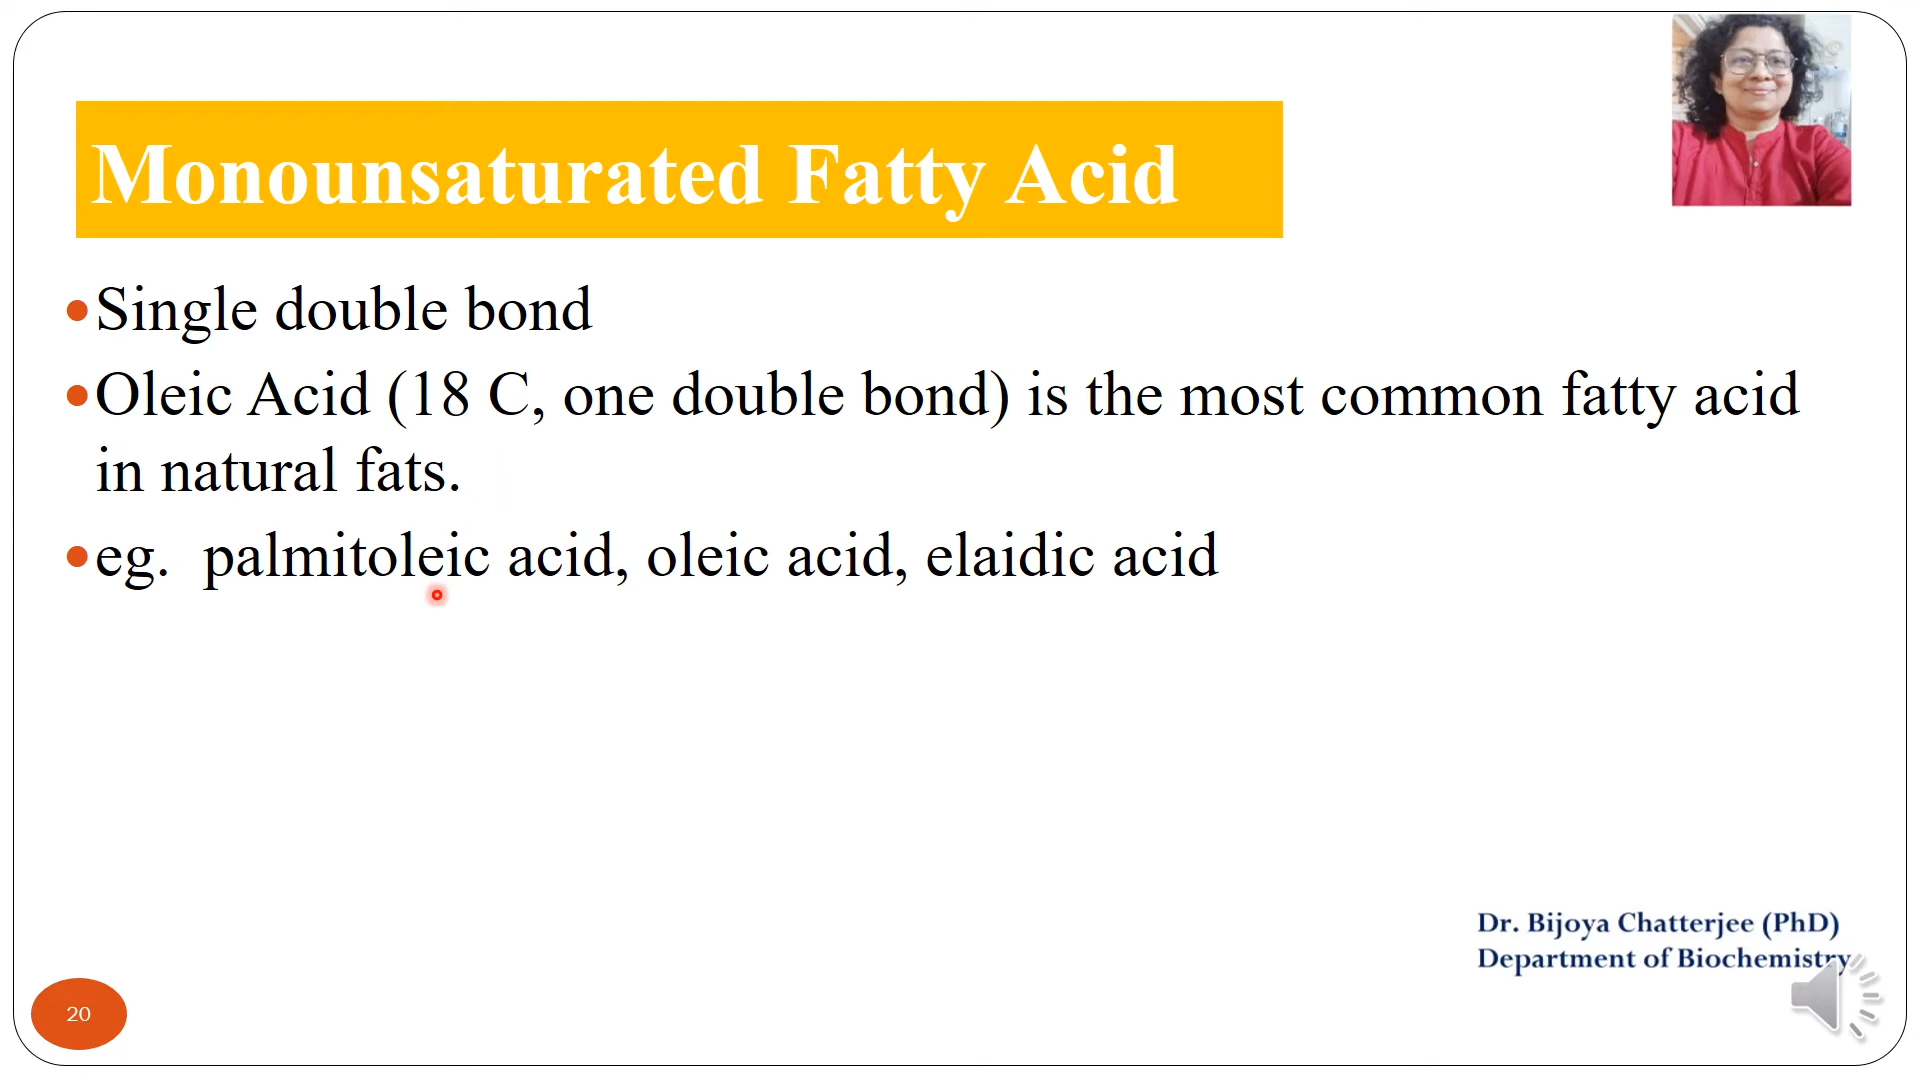 Monounsaturated Fatty Acid
•Single double bond
•Oleic Acid (18 C, one double bond) is the most common fatty acid
in natural fats.
•eg.  palmitoleic acid, oleic acid, elaidic acid
Dr. Bijoya Chatterjee (PhD)
Department of Biochemistry
20